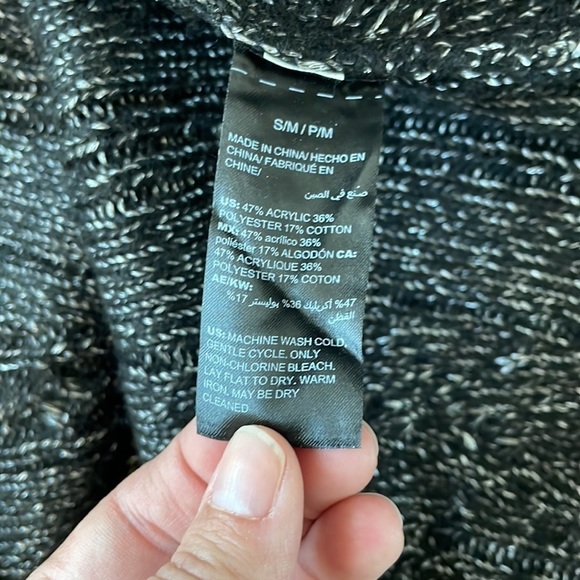 S/M / P/M
MADE IN CHINA/ HECHO EN
CHINA/ FABRIQUÉ EN
CHINE/
صنع في الصين
US: 47% ACRYLIC 36%
POLYESTER 17% COTTON
MX: 47% acrílico 36%
poliéster 17% ALGODÓN CA:
47% ACRYLIQUE 36%
POLYESTER 17% COTON
AE/KW:
47% أكريليك 36% بوليستر 17%
القطن
US: MACHINE WASH COLD,
GENTLE CYCLE. ONLY
NON-CHLORINE BLEACH.
LAY FLAT TO DRY. WARM
IRON. MAY BE DRY
CLEANED